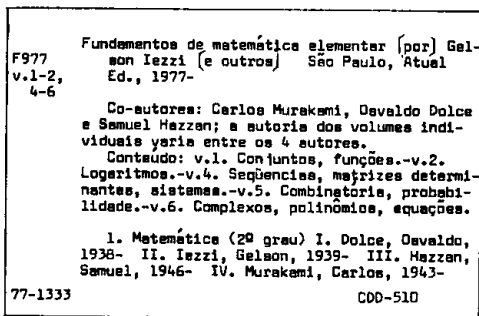 Fundamentos de matemática elementar [por] Gel-
F977 son Iezzi [e outros] São Paulo, Atual
v.1-2, Ed., 1977-
4-6
Co-autores: Carlos Murakami, Osvaldo Dolce
e Samuel Hazzan; a autoria dos volumes indi-
viduais varia entre os 4 autores.
Conteúdo: v.1. Conjuntos, funções.-v.2.
Logaritmos.-v.4. Seqüencias, matrizes determi-
nantes, sistemas.-v.5. Combinatória, probabi-
lidade.-v.6. Complexos, polinômios, equações.
1. Matemática (2º grau) I. Dolce, Osvaldo,
1938- II. Iezzi, Gelson, 1939- III. Hazzan,
Samuel, 1946- IV. Murakami, Carlos, 1943-
77-1333 CDD-510